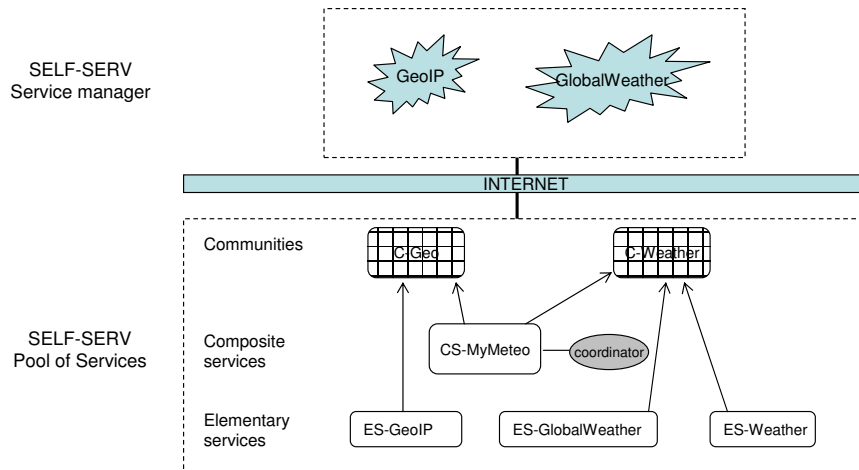 SELF-SERV
Service manager
GeoIP
GlobalWeather
INTERNET
Communities
C-Geo
C-Weather
SELF-SERV
Pool of Services
Composite
services
CS-MyMeteo
coordinator
Elementary
services
ES-GeoIP
ES-GlobalWeather
ES-Weather